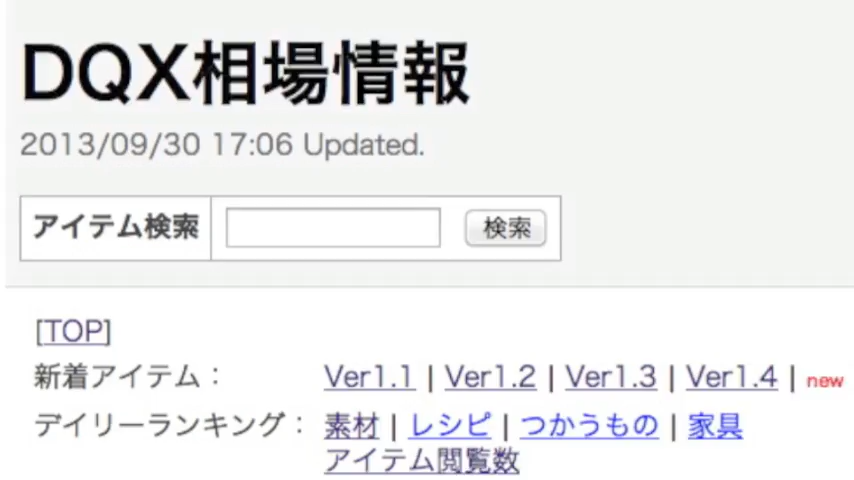 DQX相場情報
2013/09/30 17:06 Updated.
アイテム検索 検索
[TOP]
新着アイテム： Ver1.1 | Ver1.2 | Ver1.3 | Ver1.4 | new
デイリーランキング： 素材 | レシピ | つかうもの | 家具
アイテム閲覧数